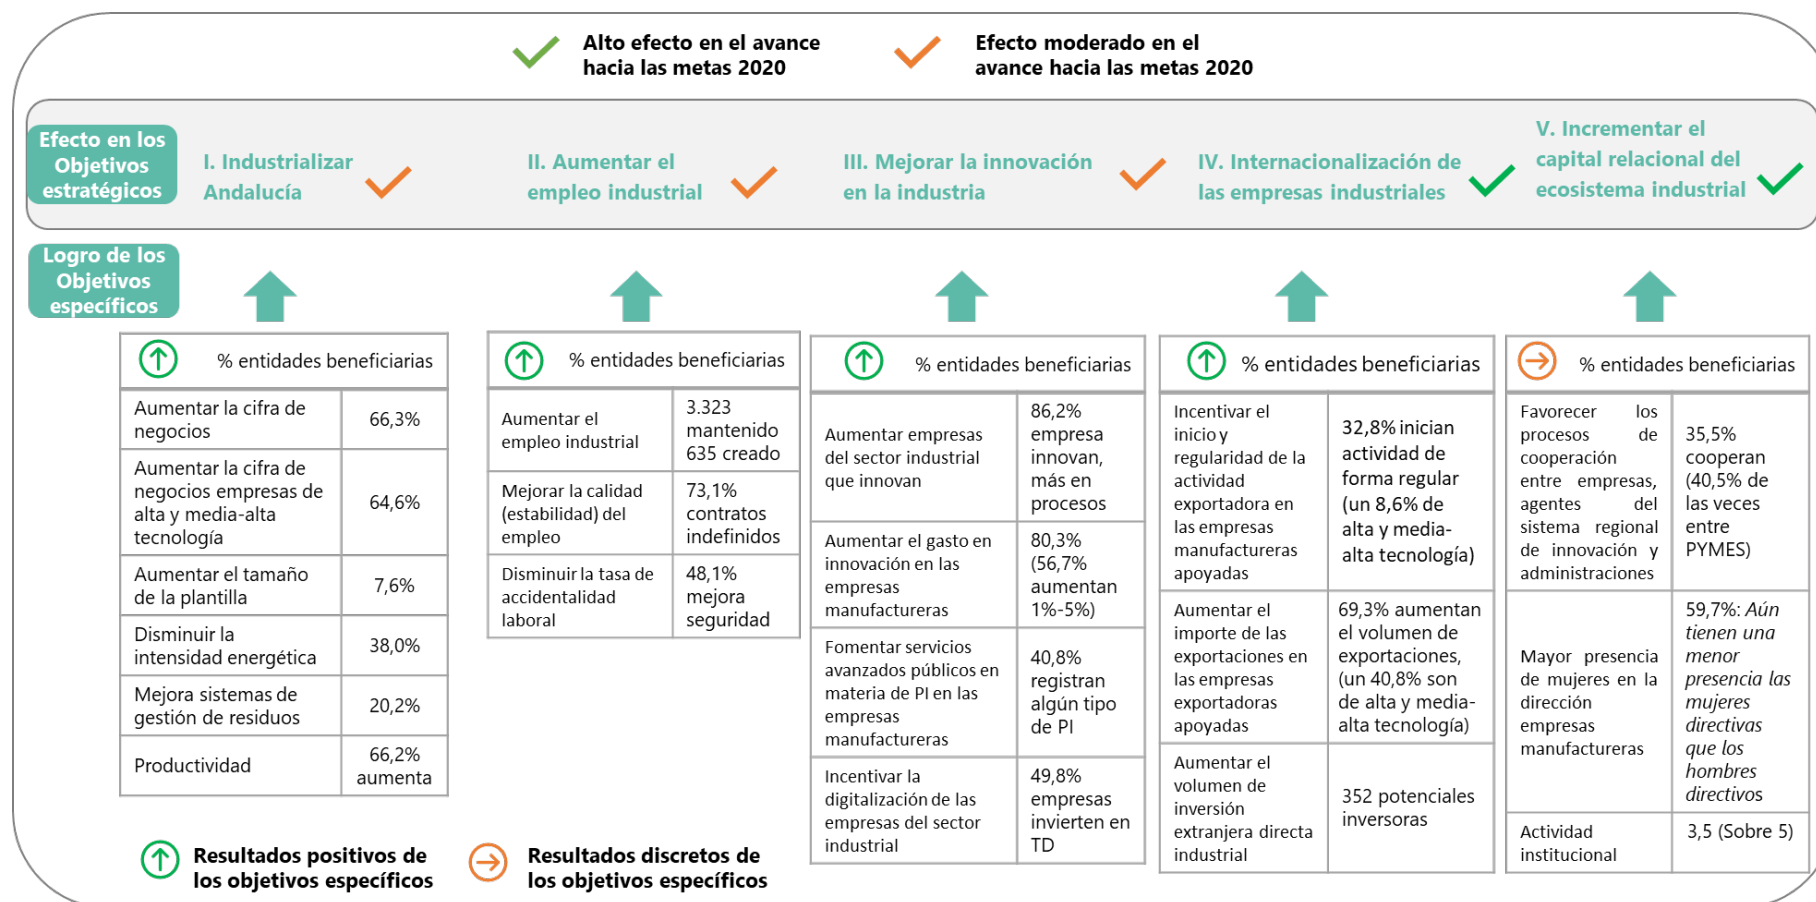 Alto efecto en el avance
hacia las metas 2020
Efecto moderado en el
avance hacia las metas 2020
Efecto en los
Objetivos
estratégicos
I. Industrializar
Andalucía
II. Aumentar el
empleo industrial
III. Mejorar la innovación
en la industria
IV. Internacionalización de
las empresas industriales
V. Incrementar el
capital relacional del
ecosistema industrial
Logro de los
Objetivos
específicos
% entidades beneficiarias
Aumentar la cifra de
negocios
66,3%
Aumentar la cifra de
negocios empresas de
alta y media-alta
tecnología
64,6%
Aumentar el tamaño
de la plantilla
7,6%
Disminuir la
intensidad energética
38,0%
Mejora sistemas de
gestión de residuos
20,2%
Productividad
66,2%
aumenta
% entidades beneficiarias
Aumentar el
empleo industrial
3.323
mantenido
635 creado
Mejorar la calidad
(estabilidad) del
empleo
73,1%
contratos
indefinidos
Disminuir la tasa de
accidentalidad
laboral
48,1%
mejora
seguridad
% entidades beneficiarias
Aumentar empresas
del sector industrial
que innovan
86,2%
empresa
innovan,
más en
procesos
Aumentar el gasto en
innovación en las
empresas
manufactureras
80,3%
(56,7%
aumentan
1%-5%)
Fomentar servicios
avanzados públicos en
materia de PI en las
empresas
manufactureras
40,8%
registran
algún tipo
de PI
Incentivar la
digitalización de las
empresas del sector
industrial
49,8%
empresas
invierten en
TD
% entidades beneficiarias
Incentivar el
inicio y
regularidad de la
actividad
exportadora en
las empresas
manufactureras
apoyadas
32,8% inician
actividad de
forma regular
(un 8,6% de
alta y media-
alta tecnología)
Aumentar el
importe de las
exportaciones en
las empresas
exportadoras
apoyadas
69,3% aumentan
el volumen de
exportaciones,
(un 40,8% son
de alta y media-
alta tecnología)
Aumentar el
volumen de
inversión
extranjera directa
industrial
352 potenciales
inversoras
% entidades beneficiarias
Favorecer los
procesos de
cooperación
entre empresas,
agentes del
sistema regional
de innovación y
administraciones
35,5%
cooperan
(40,5% de
las veces
entre
PYMES)
Mayor presencia
de mujeres en la
dirección
empresas
manufactureras
59,7%: Aún
tienen una
menor
presencia las
mujeres
directivas
que los
hombres
directivos
Actividad
institucional
3,5 (Sobre 5)
Resultados positivos de
los objetivos específicos
Resultados discretos de
los objetivos específicos